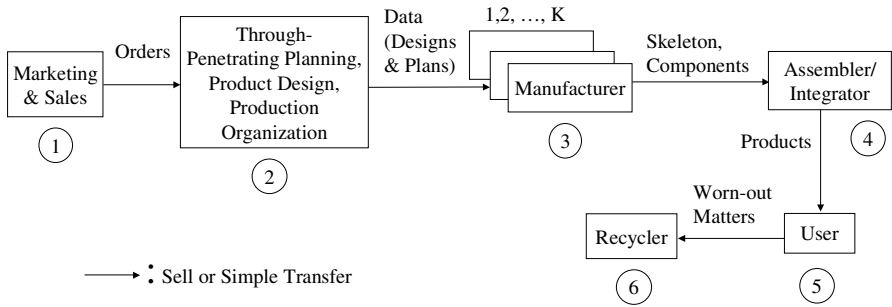 Marketing
& Sales
1
Orders
Through-
Penetrating Planning,
Product Design,
Production
Organization
2
Data
(Designs
& Plans)
1,2, …, K
Manufacturer
3
Skeleton,
Components
Assembler/
Integrator
4
Products
User
5
Worn-out
Matters
Recycler
6
: Sell or Simple Transfer